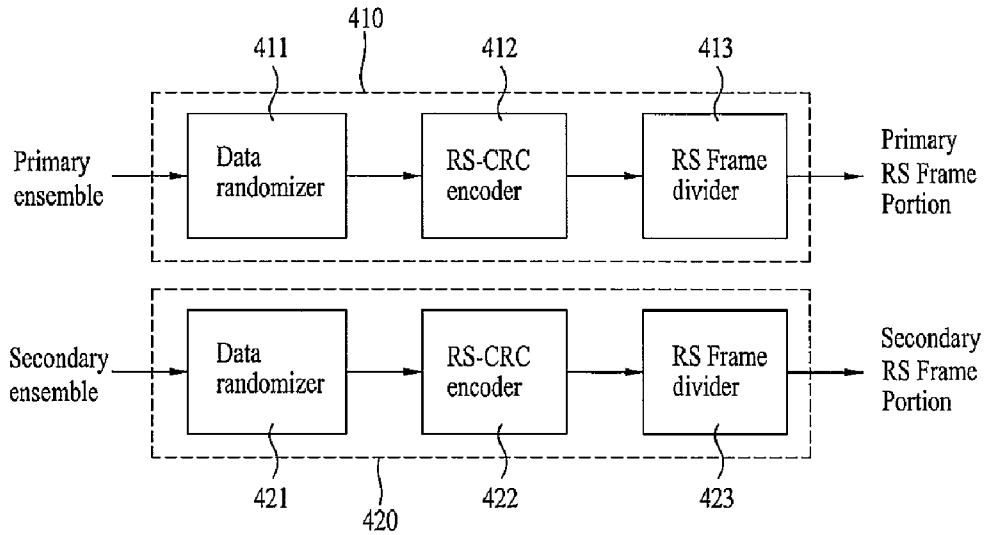 411
410
412
413
Primary
ensemble
Data
randomizer
RS-CRC
encoder
RS Frame
divider
Primary
RS Frame
Portion
Secondary
ensemble
Data
randomizer
RS-CRC
encoder
RS Frame
divider
Secondary
RS Frame
Portion
421
420
422
423